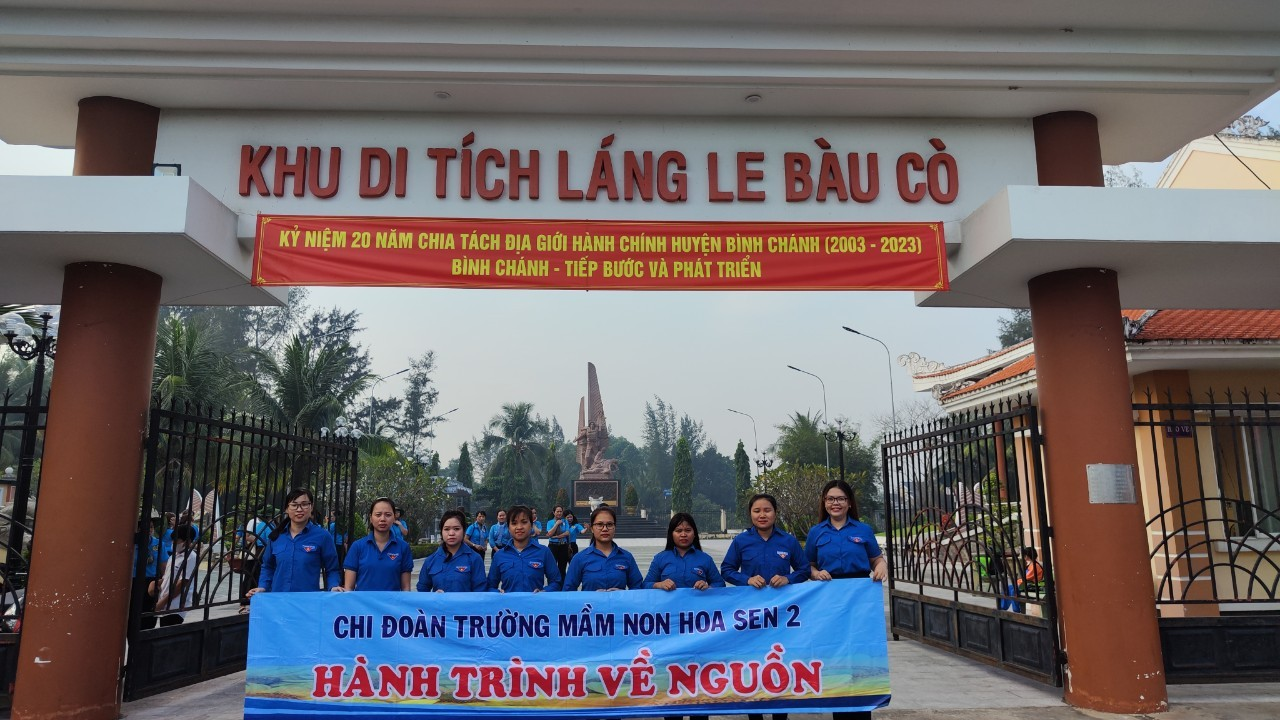 KHU DI TÍCH LÁNG LE BÀU CÒ
KỶ NIỆM 20 NĂM CHIA TÁCH ĐỊA GIỚI HÀNH CHÍNH HUYỆN BÌNH CHÁNH (2003 - 2023)
BÌNH CHÁNH - TIẾP BƯỚC VÀ PHÁT TRIỂN
BẢO VỆ
CHI ĐOÀN TRƯỜNG MẦM NON HOA SEN 2
HÀNH TRÌNH VỀ NGUỒN